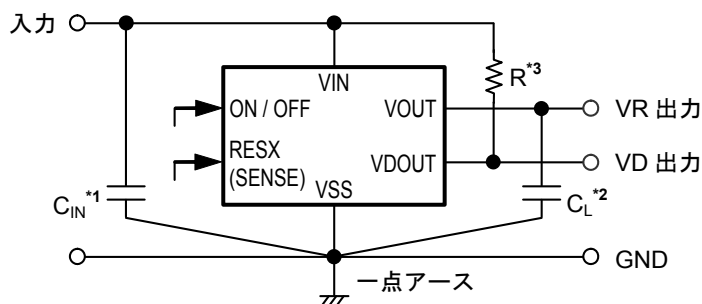 入力
VIN
R*3
ON / OFF
VOUT
VR 出力
RESX
(SENSE)
VDOUT
VD 出力
VSS
CIN*1
CL*2
GND
一点アース